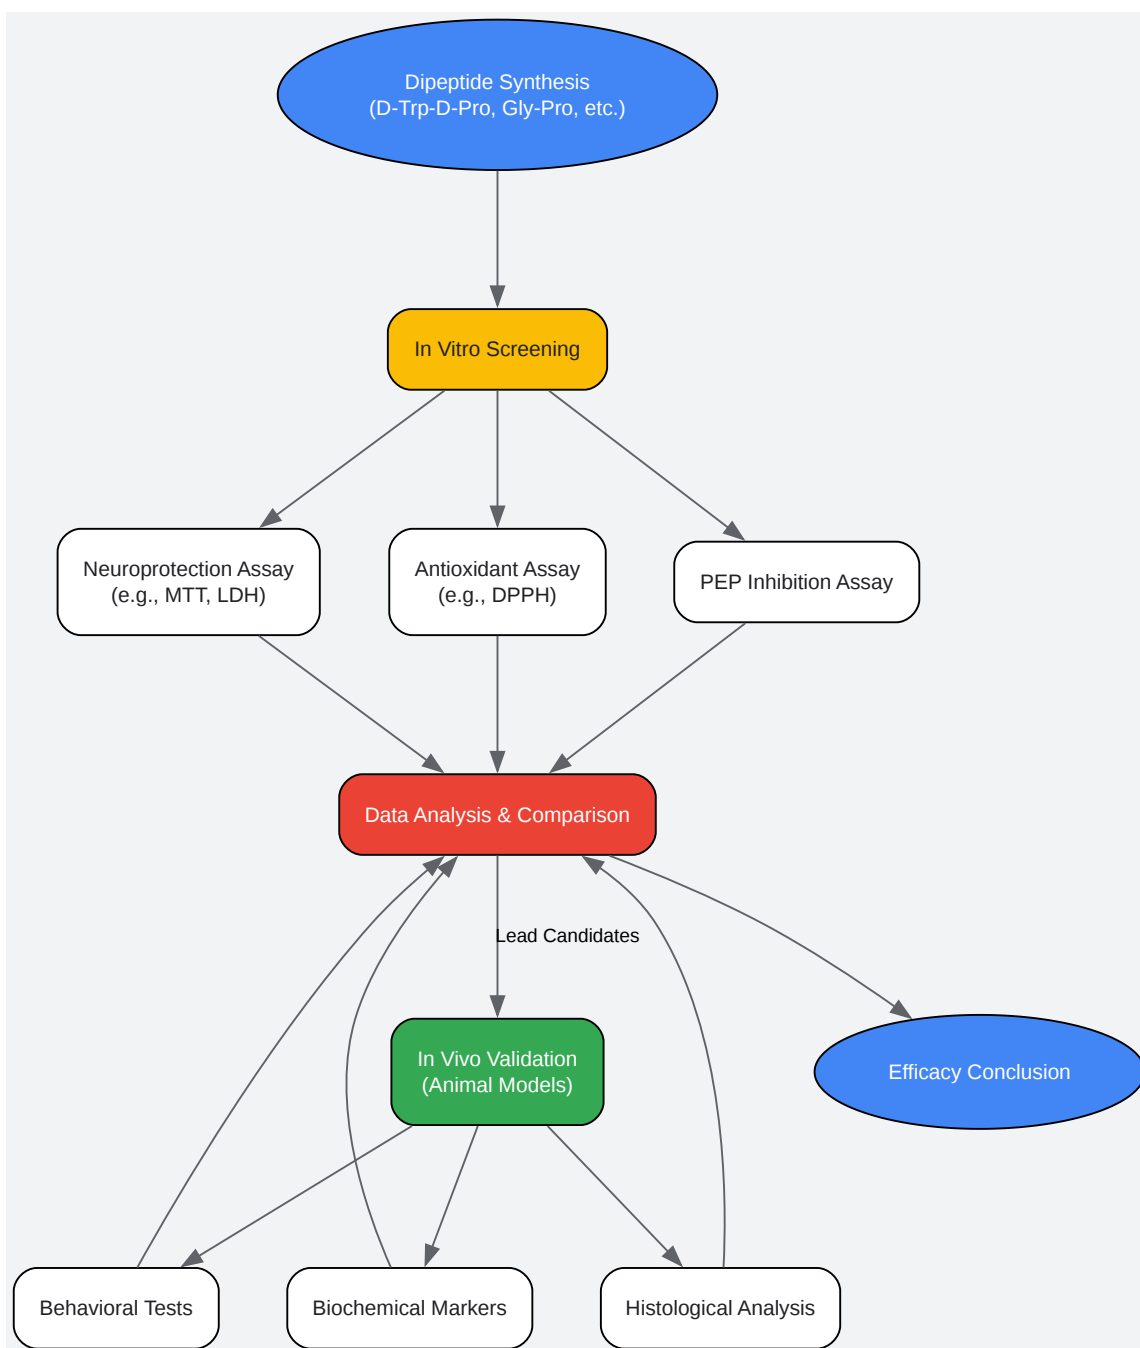 Dipeptide Synthesis
(D-Trp-D-Pro, Gly-Pro, etc.)
In Vitro Screening
Neuroprotection Assay
(e.g., MTT, LDH)
Antioxidant Assay
(e.g., DPPH)
PEP Inhibition Assay
Data Analysis & Comparison
Lead Candidates
In Vivo Validation
(Animal Models)
Efficacy Conclusion
Behavioral Tests
Biochemical Markers
Histological Analysis